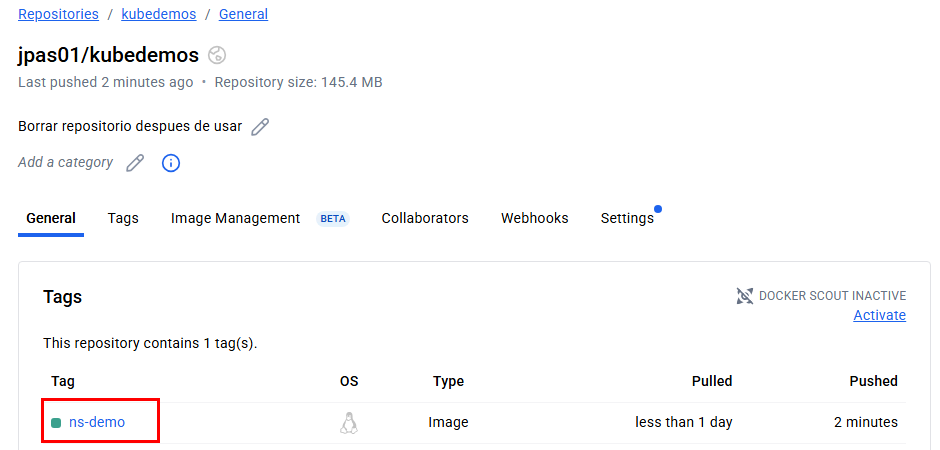 Repositories / kubedemos / General
jpas01/kubedemos
Last pushed 2 minutes ago • Repository size: 145.4 MB
Borrar repositorio despues de usar
Add a category
General Tags Image Management BETA Collaborators Webhooks Settings
Tags
DOCKER SCOUT INACTIVE
Activate
This repository contains 1 tag(s).
Tag OS Type Pulled Pushed
ns-demo Image less than 1 day 2 minutes